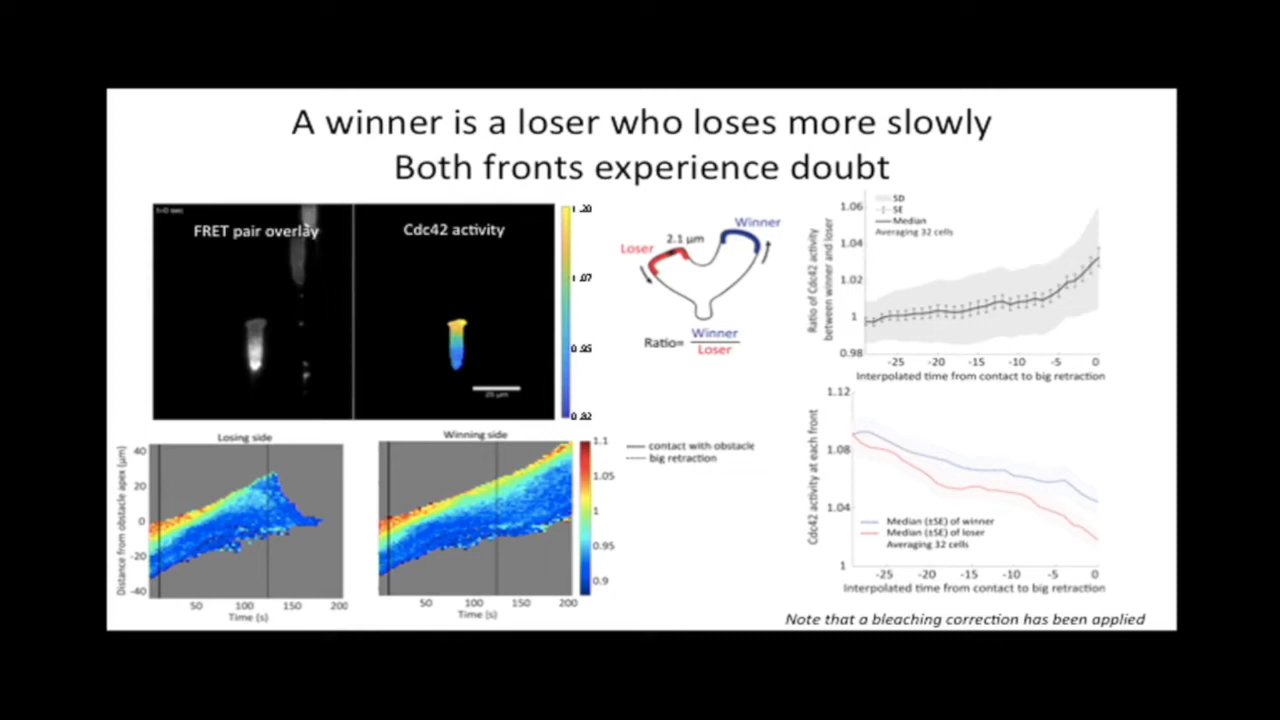 A winner is a loser who loses more slowly
Both fronts experience doubt
t=0 sec
FRET pair overlay
Cdc42 activity
25 μm
1.20
1.07
0.95
0.82
Loser
2.1 μm
Winner
Ratio= Winner
Loser
1.06
1.04
1.02
1
0.98
Ratio of Cdc42 activity
between winner and loser
SD
SE
Median
Averaging 32 cells
-25 -20 -15 -10 -5 0
Interpolated time from contact to big retraction
Losing side
Distance from obstacle apex (μm)
40
20
0
-20
-40
50 100 150 200
Time (s)
Winning side
50 100 150 200
Time (s)
1.1
1.05
1
0.95
0.9
contact with obstacle
big retraction
1.12
1.08
1.04
1
Cdc42 activity at each front
Median (±SE) of winner
Median (±SE) of loser
Averaging 32 cells
-25 -20 -15 -10 -5 0
Interpolated time from contact to big retraction
Note that a bleaching correction has been applied